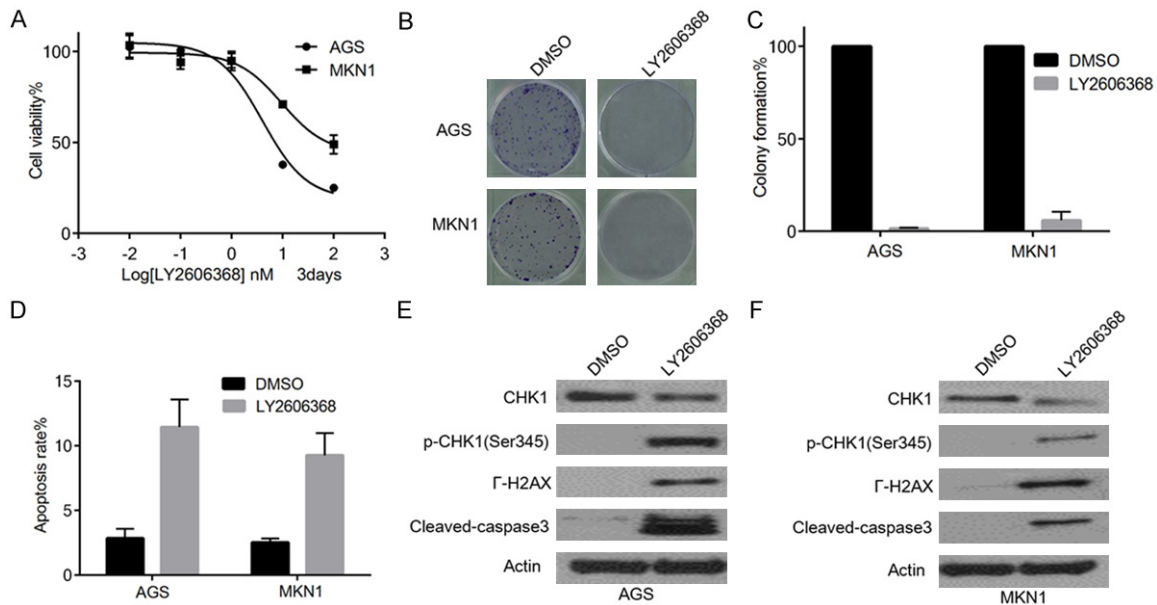 A
Cell viability%
100
50
0
-3 -2 -1 0 1 2 3
Log[LY2606368] nM 3days
AGS
MKN1
B
DMSO LY2606368
AGS
MKN1
C
Colony formation%
100
50
0
DMSO
LY2606368
AGS MKN1
D
Apoptosis rate%
15
10
5
0
DMSO
LY2606368
AGS MKN1
E
DMSO LY2606368
CHK1
p-CHK1(Ser345)
Γ-H2AX
Cleaved-caspase3
Actin
AGS
F
DMSO LY2606368
CHK1
p-CHK1(Ser345)
Γ-H2AX
Cleaved-caspase3
Actin
MKN1